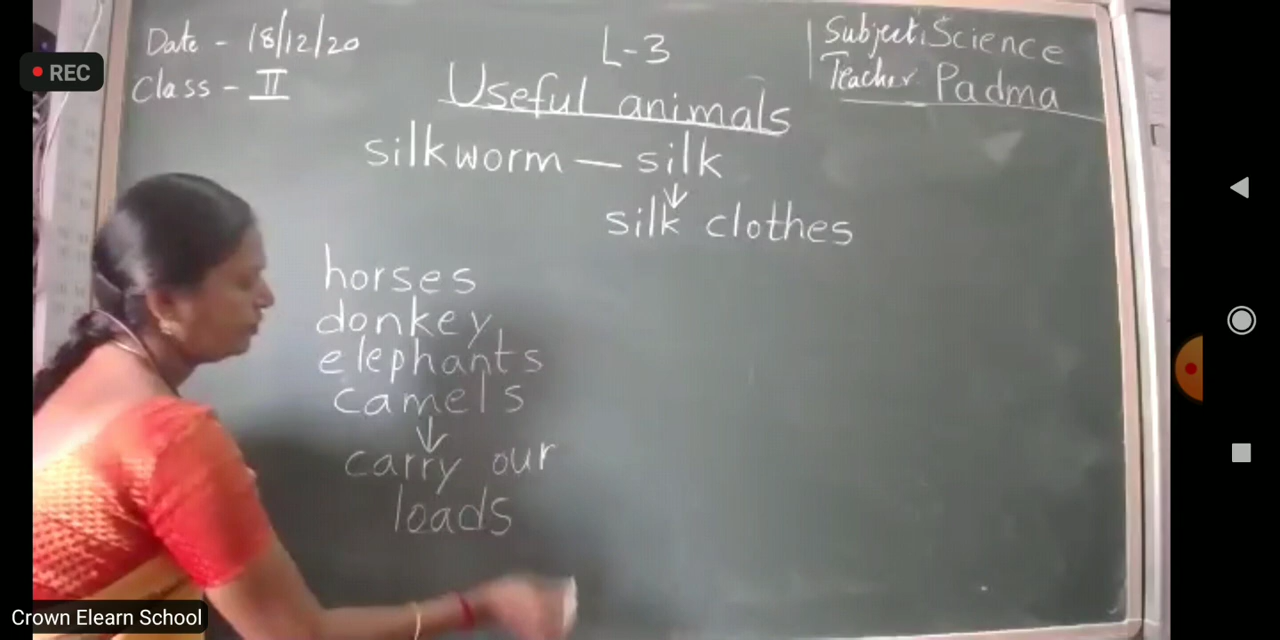 Date - 18/12/20
Class - II
REC
L-3
Useful animals
Subject: Science
Teacher Padma
silkworm — silk
↓
silk clothes
horses
donkey,
elephants
camels
↓
carry our
loads
Crown Elearn School